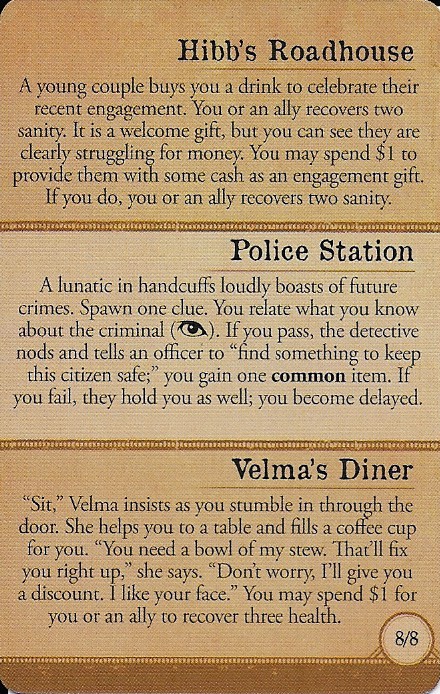 Hibb's Roadhouse
A young couple buys you a drink to celebrate their
recent engagement. You or an ally recovers two
sanity. It is a welcome gift, but you can see they are
clearly struggling for money. You may spend $1 to
provide them with some cash as an engagement gift.
If you do, you or an ally recovers two sanity.
Police Station
A lunatic in handcuffs loudly boasts of future
crimes. Spawn one clue. You relate what you know
about the criminal (). If you pass, the detective
nods and tells an officer to “find something to keep
this citizen safe;” you gain one common item. If
you fail, they hold you as well; you become delayed.
Velma's Diner
“Sit,” Velma insists as you stumble in through the
door. She helps you to a table and fills a coffee cup
for you. “You need a bowl of my stew. That'll fix
you right up,” she says. “Don't worry, I'll give you
a discount. I like your face.” You may spend $1 for
you or an ally to recover three health.
8/8